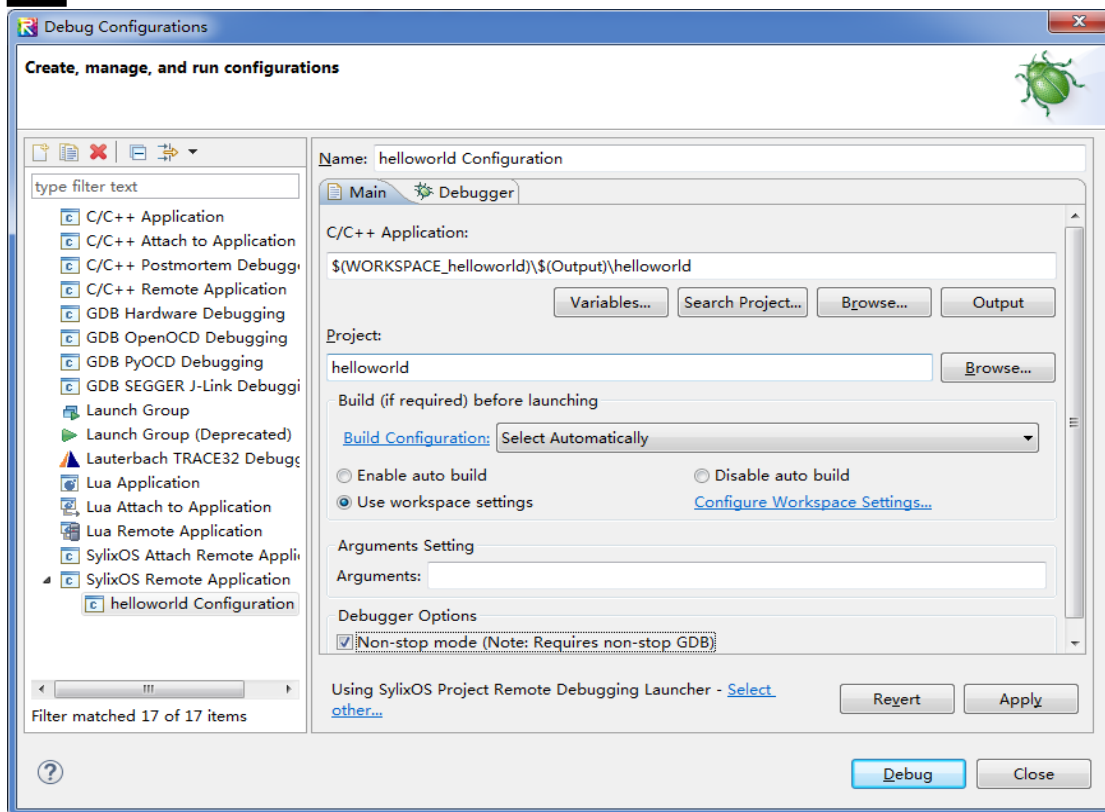 Debug Configurations
Create, manage, and run configurations
type filter text
C/C++ Application
C/C++ Attach to Application
C/C++ Postmortem Debugg
C/C++ Remote Application
GDB Hardware Debugging
GDB OpenOCD Debugging
GDB PyOCD Debugging
GDB SEGGER J-Link Debuggi
Launch Group
Launch Group (Deprecated)
Lauterbach TRACE32 Debugg
Lua Application
Lua Attach to Application
Lua Remote Application
SylixOS Attach Remote Appli
SylixOS Remote Application
helloworld Configuration
Filter matched 17 of 17 items
Name: helloworld Configuration
Main Debugger
C/C++ Application:
$(WORKSPACE_helloworld)\$(Output)\helloworld
Variables... Search Project... Browse... Output
Project:
helloworld
Browse...
Build (if required) before launching
Build Configuration: Select Automatically
Enable auto build Disable auto build
Use workspace settings Configure Workspace Settings...
Arguments Setting
Arguments:
Debugger Options
Non-stop mode (Note: Requires non-stop GDB)
Using SylixOS Project Remote Debugging Launcher - Select
other...
Revert Apply
Debug Close